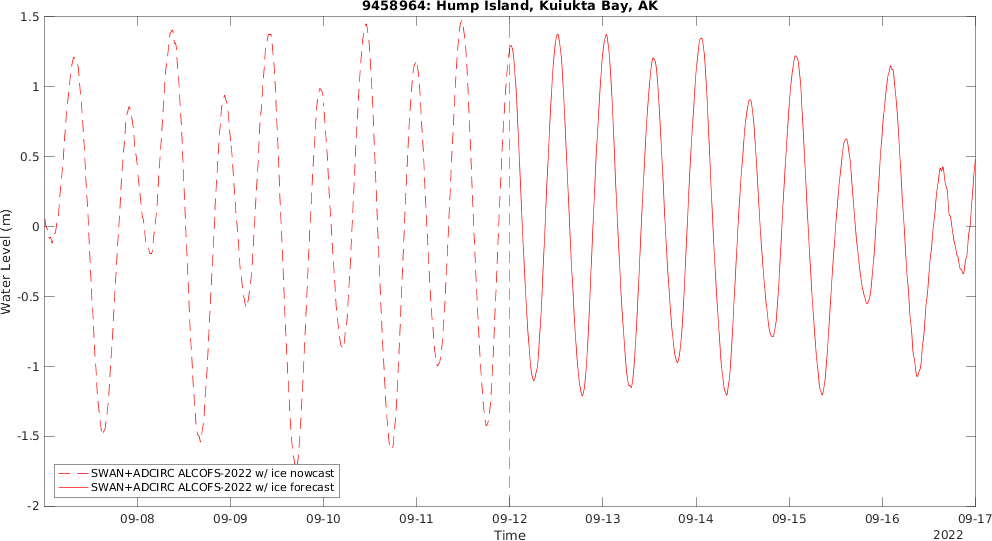 9458964: Hump Island, Kuiukta Bay, AK
Water Level (m)
1.5
1
0.5
0
-0.5
-1
-1.5
-2
SWAN+ADCIRC ALCOFS-2022 w/ ice nowcast
SWAN+ADCIRC ALCOFS-2022 w/ ice forecast
09-08 09-09 09-10 09-11 09-12 09-13 09-14 09-15 09-16 09-17
Time
2022